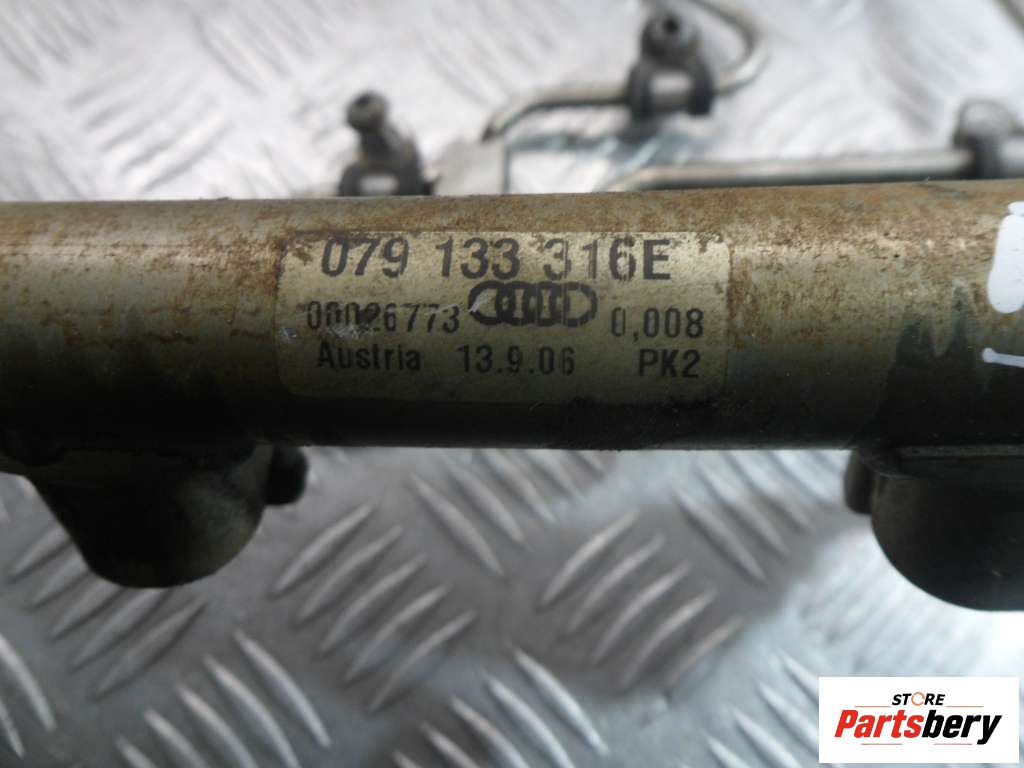 079 133 316E
00026773 0,008
Austria 13.9.06 PK2
STORE
Partsbery